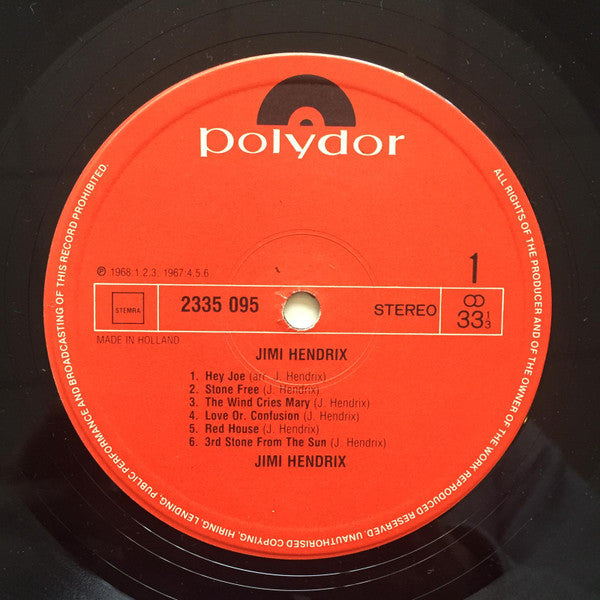 polydor
℗ 1968:1.2.3; 1967:4.5.6
1
STEMRA
2335 095
STEREO
33 1/3
MADE IN HOLLAND
JIMI HENDRIX
1. Hey Joe (arr. J. Hendrix)
2. Stone Free (J. Hendrix)
3. The Wind Cries Mary (J. Hendrix)
4. Love Or. Confusion (J. Hendrix)
5. Red House (J. Hendrix)
6. 3rd Stone From The Sun (J. Hendrix)
JIMI HENDRIX
ALL RIGHTS OF THE PRODUCER AND OF THE OWNER OF THE WORK REPRODUCED RESERVED. UNAUTHORISED COPYING, HIRING, LENDING, PUBLIC PERFORMANCE AND BROADCASTING OF THIS RECORD PROHIBITED.